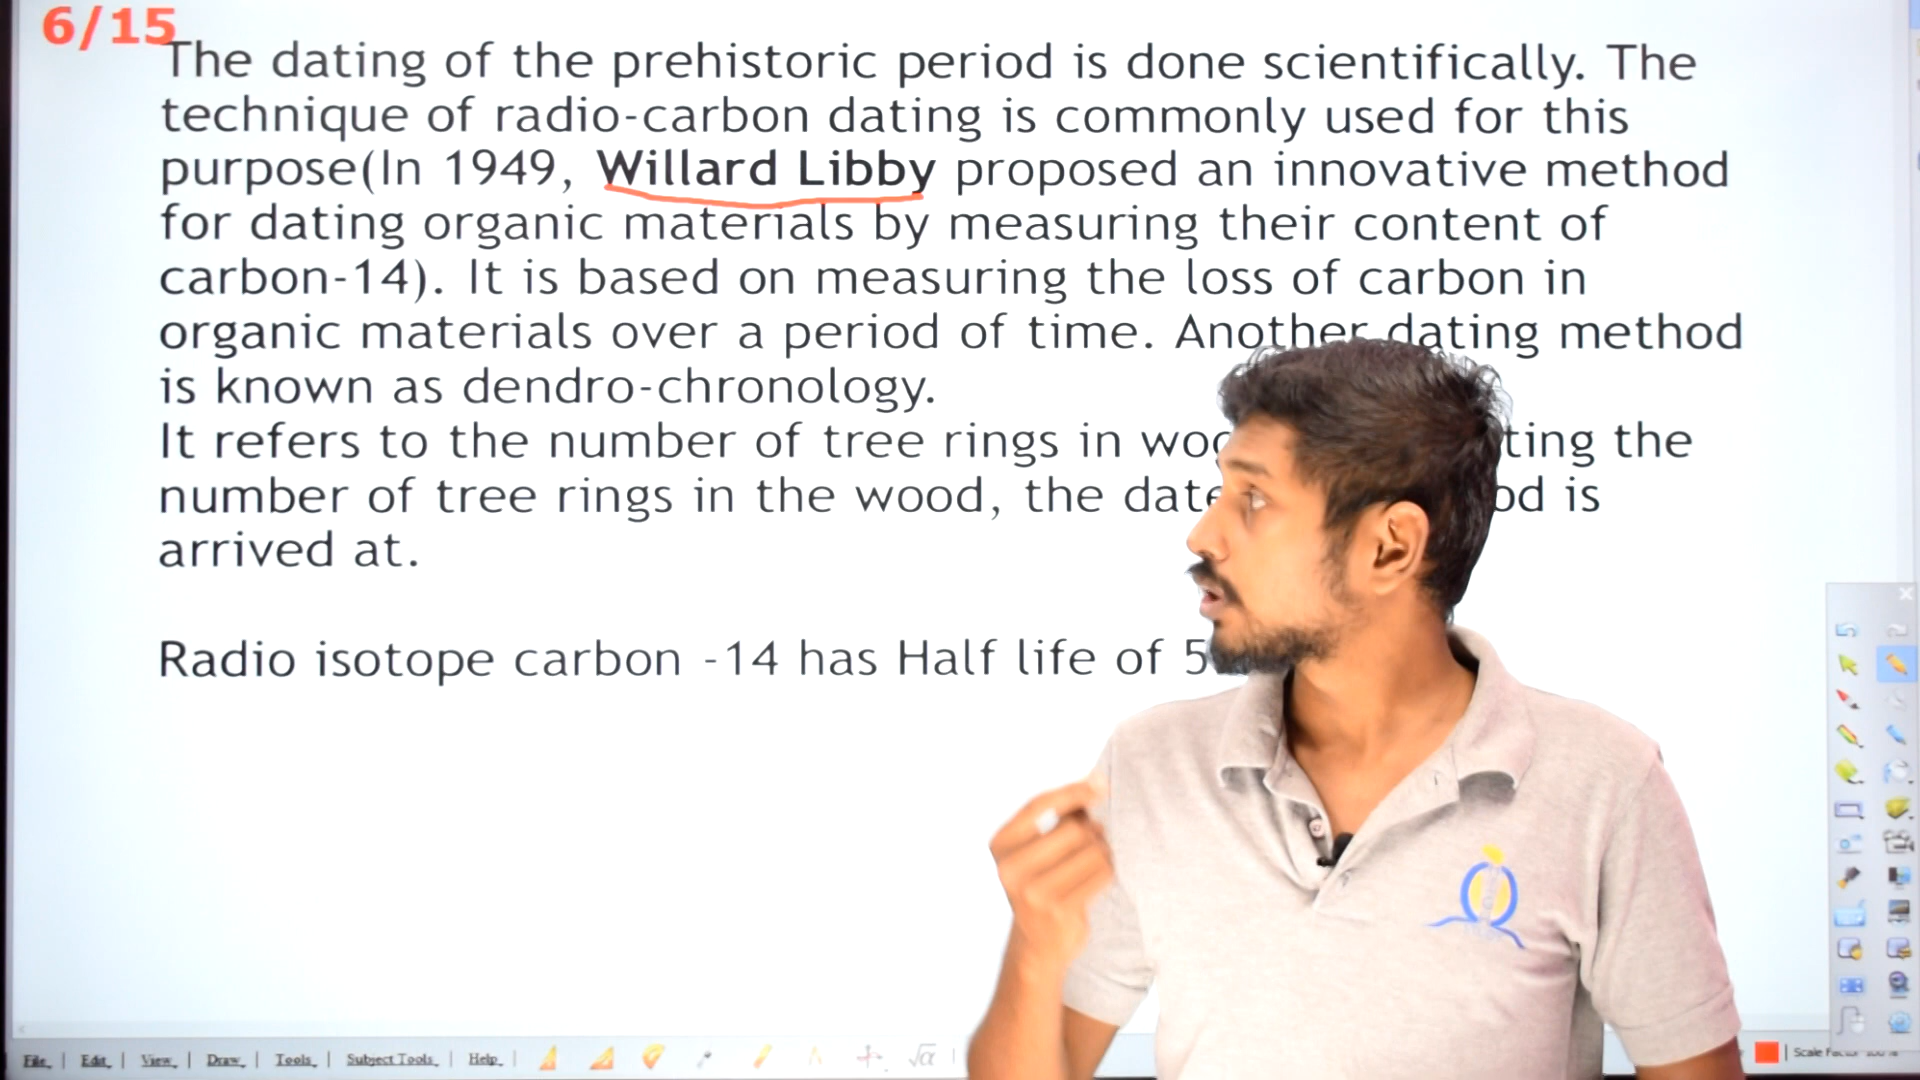 6/15
The dating of the prehistoric period is done scientifically. The
technique of radio-carbon dating is commonly used for this
purpose(In 1949, Willard Libby proposed an innovative method
for dating organic materials by measuring their content of
carbon-14). It is based on measuring the loss of carbon in
organic materials over a period of time. Another dating method
is known as dendro-chronology.
It refers to the number of tree rings in the
number of tree rings in the wood, the is
arrived at.
Radio isotope carbon -14 has Half life of
File Edit View Draw Tools Subject Tools Help
Scale